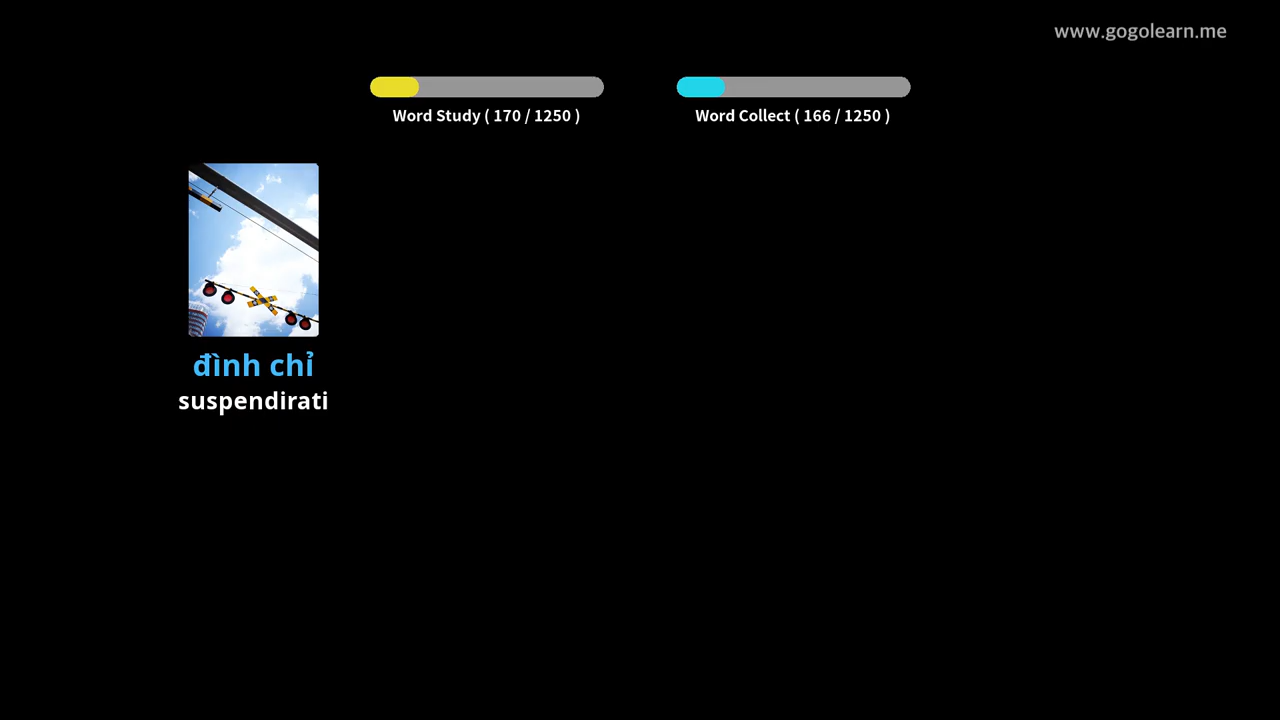 www.gogolearn.me
Word Study ( 170 / 1250 )
Word Collect ( 166 / 1250 )
đình chỉ
suspendirati